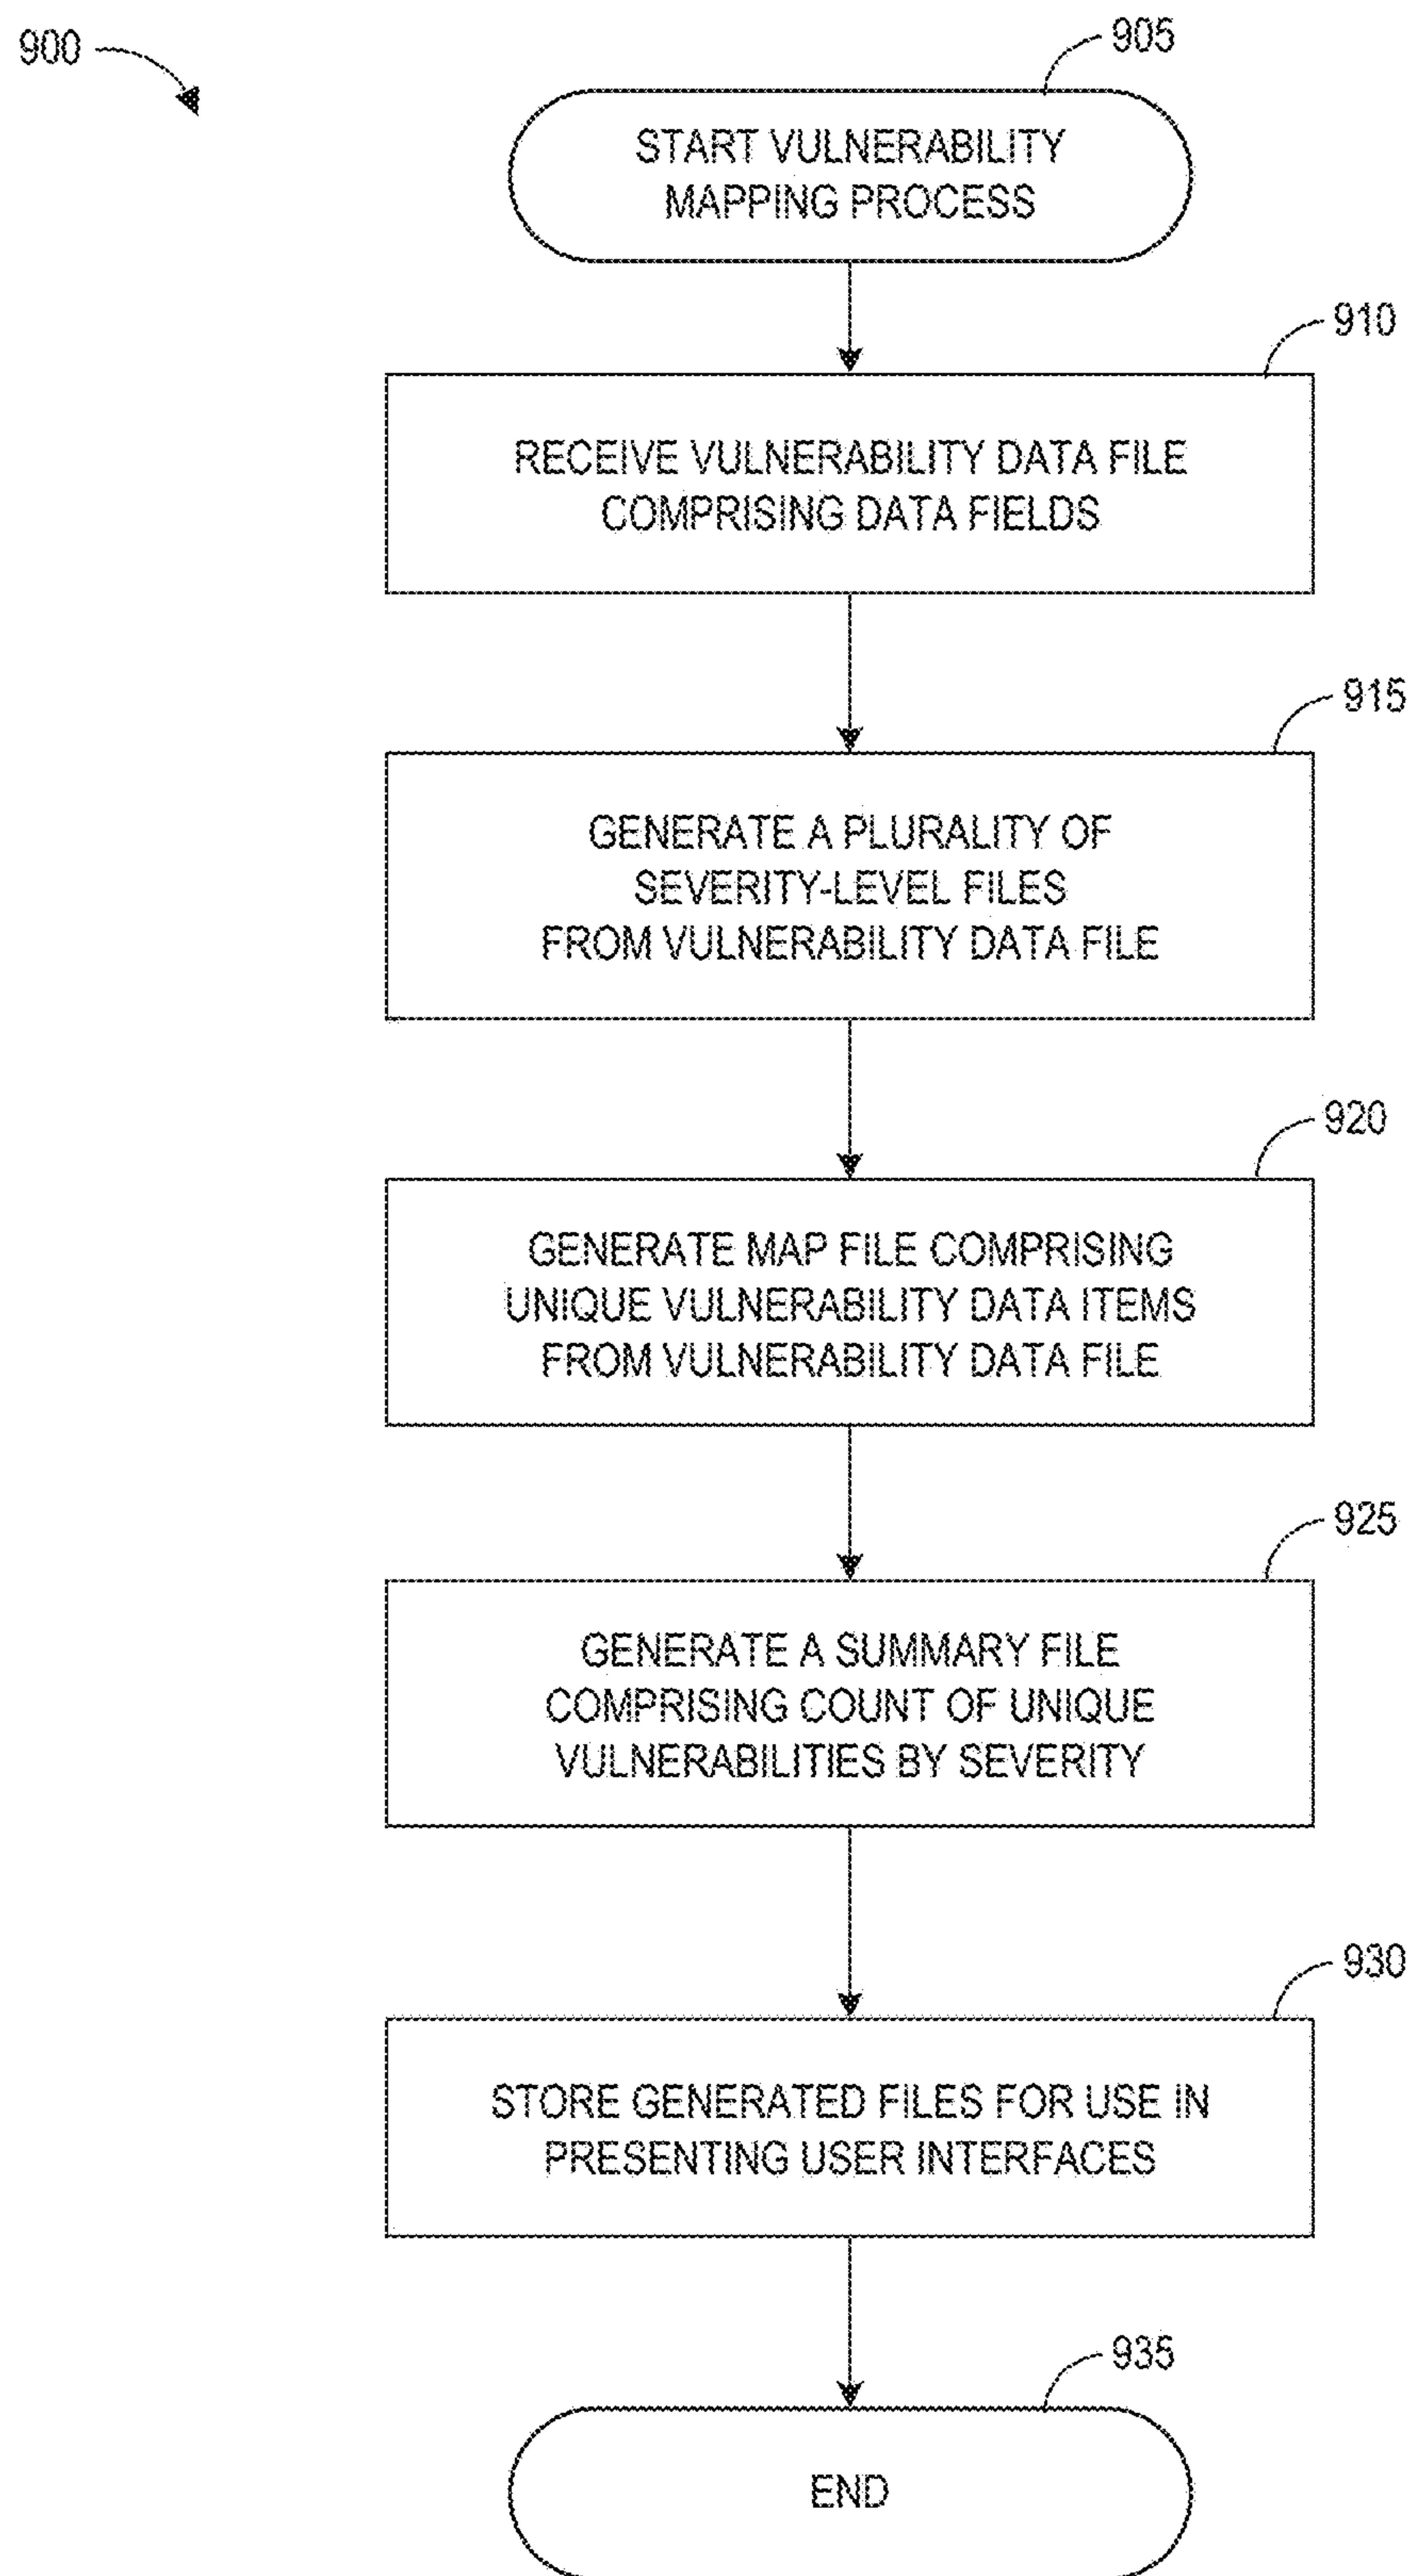 900
905
START VULNERABILITY
MAPPING PROCESS
910
RECEIVE VULNERABILITY DATA FILE
COMPRISING DATA FIELDS
915
GENERATE A PLURALITY OF
SEVERITY-LEVEL FILES
FROM VULNERABILITY DATA FILE
920
GENERATE MAP FILE COMPRISING
UNIQUE VULNERABILITY DATA ITEMS
FROM VULNERABILITY DATA FILE
925
GENERATE A SUMMARY FILE
COMPRISING COUNT OF UNIQUE
VULNERABILITIES BY SEVERITY
930
STORE GENERATED FILES FOR USE IN
PRESENTING USER INTERFACES
935
END